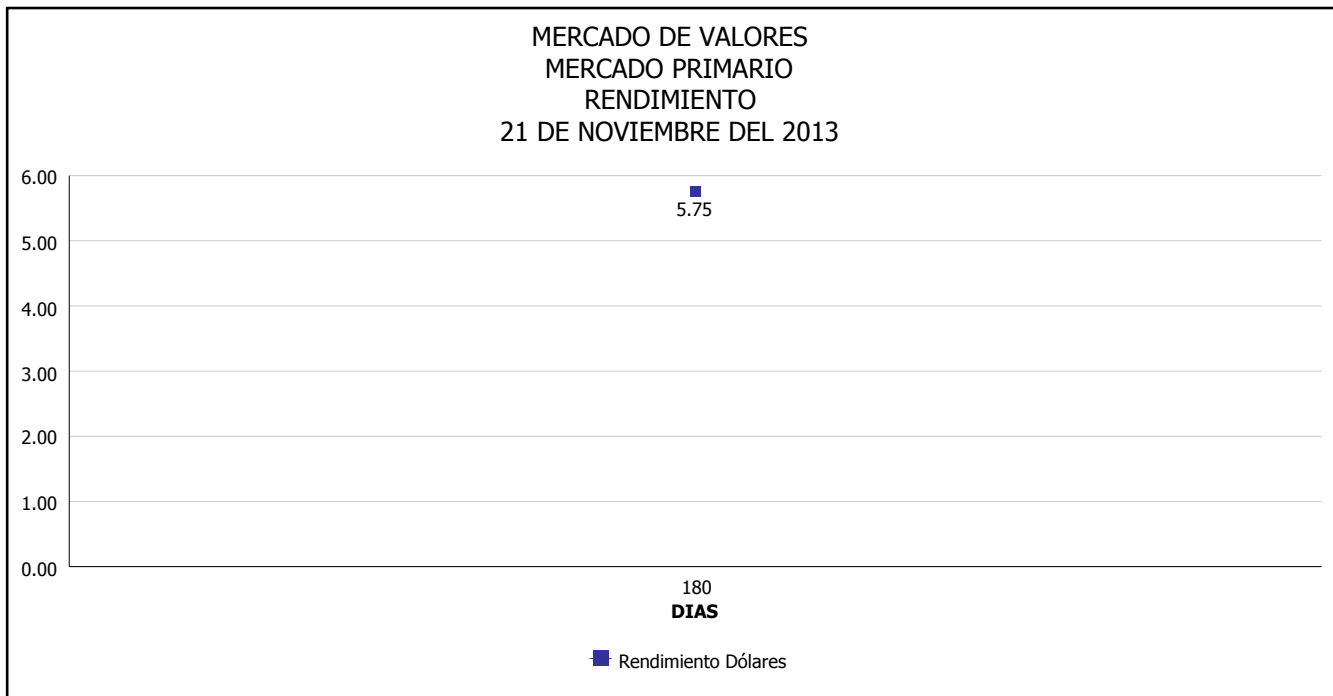 MERCADO DE VALORES
MERCADO PRIMARIO
RENDIMIENTO
21 DE NOVIEMBRE DEL 2013
6.00
5.75
5.00
4.00
3.00
2.00
1.00
0.00
180
DIAS
Rendimiento Dólares